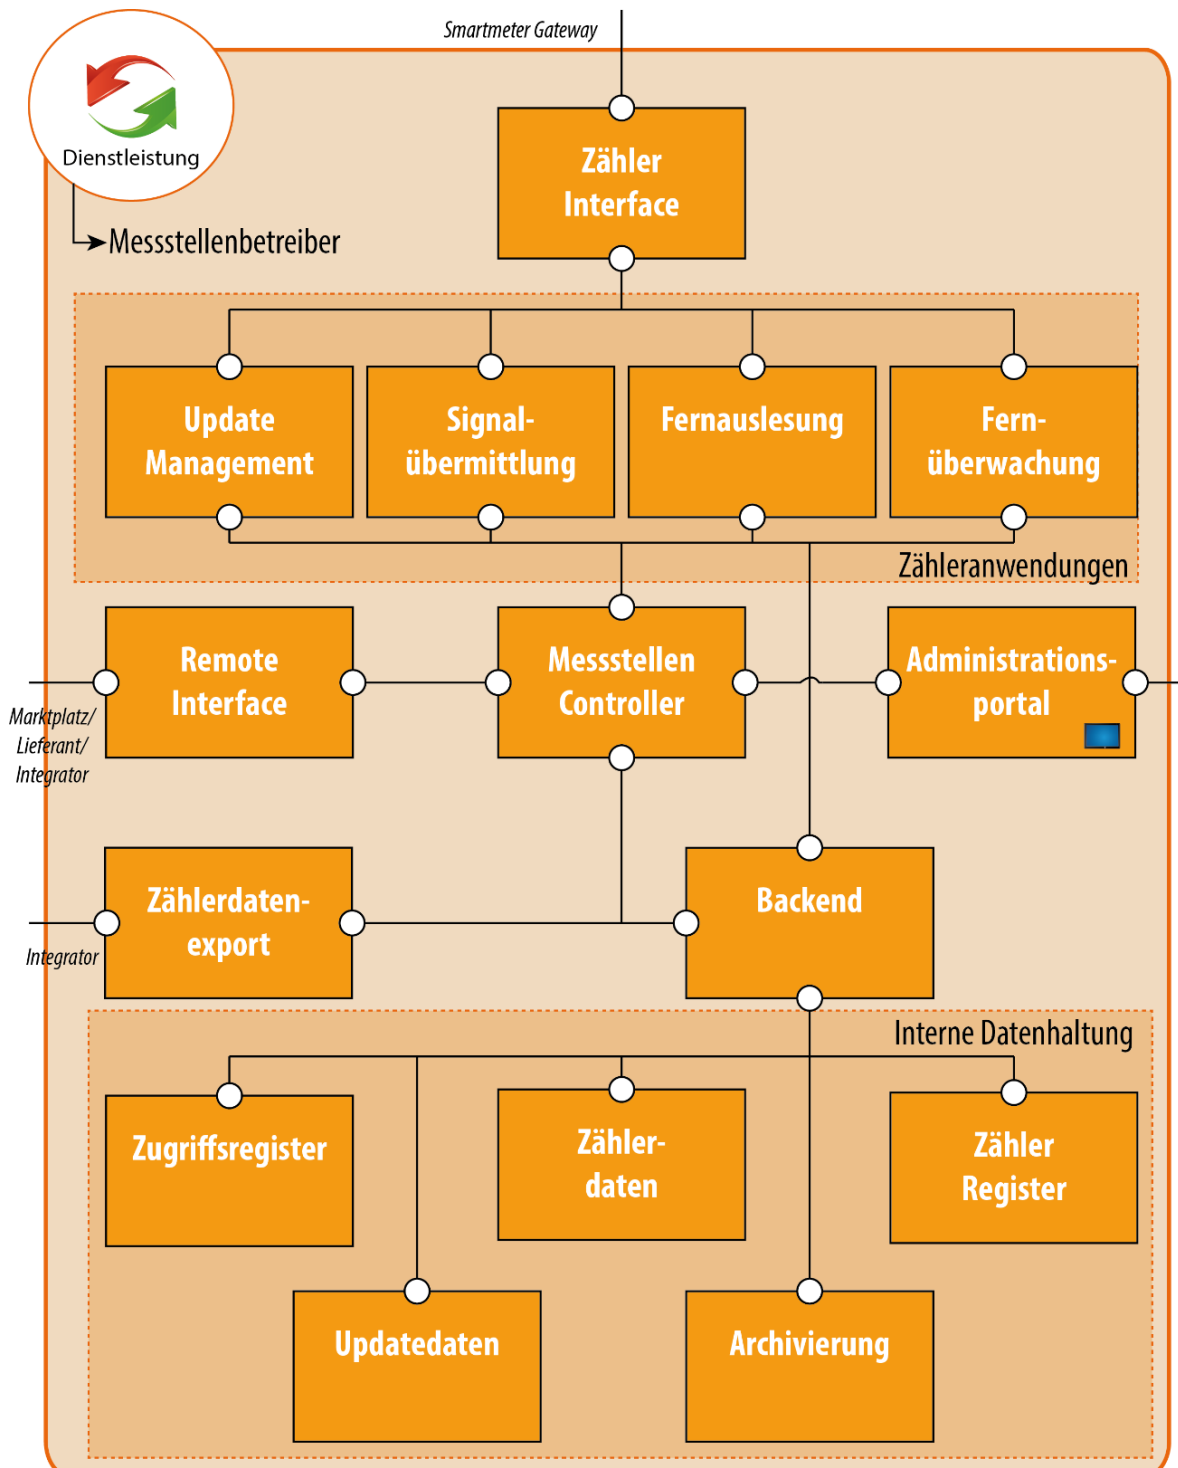 Smartmeter Gateway
Dienstleistung
Messstellenbetreiber
Zähler
Interface
Update
Management
Signal-
übermittlung
Fernauslesung
Fern-
überwachung
Zähleranwendungen
Remote
Interface
Messstellen
Controller
Administrations-
portal
Marktplatz/
Lieferant/
Integrator
Zählerdaten-
export
Backend
Integrator
Interne Datenhaltung
Zugriffsregister
Zähler-
daten
Zähler
Register
Updatedaten
Archivierung